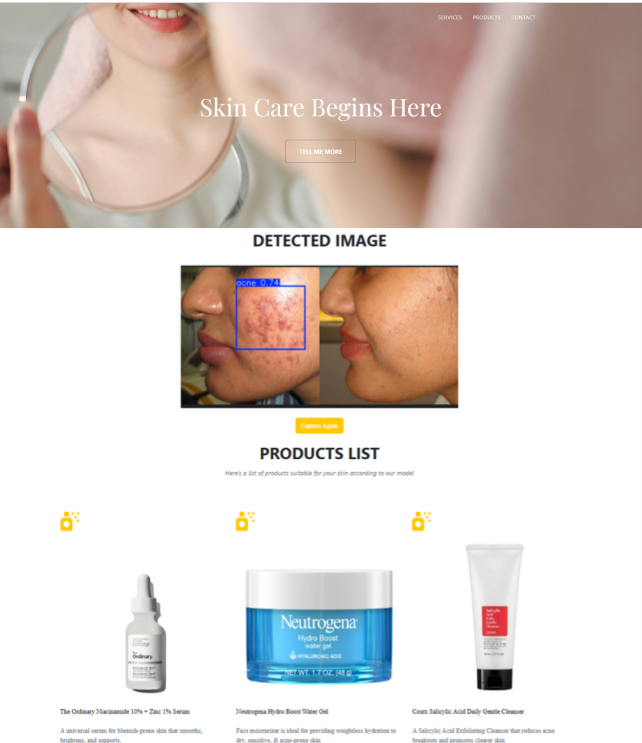 SERVICES PRODUCTS CONTACT
Skin Care Begins Here
TELL ME MORE
DETECTED IMAGE
acne 0.74
Capture Again
PRODUCTS LIST
Here's a list of products suitable for your skin according to our model
Ordinary.
Neutrogena
Hydro Boost
water gel
HYALURONIC ACID
NET WT. 1.7 OZ. (48 g)
Salicylic
Acid
Daily
Gentle
Cleanser
The Ordinary Niacinamide 10% + Zinc 1% Serum
Neutrogena Hydro Boost Water Gel
Cosrx Salicylic Acid Daily Gentle Cleanser
A universal serum for blemish-prone skin that smooths,
brightens, and supports.
Face moisturizer is ideal for providing weightless hydration to
dry, sensitive, & acne-prone skin
A Salicylic Acid Exfoliating Cleanser that reduces acne
breakouts and promotes clearer skin